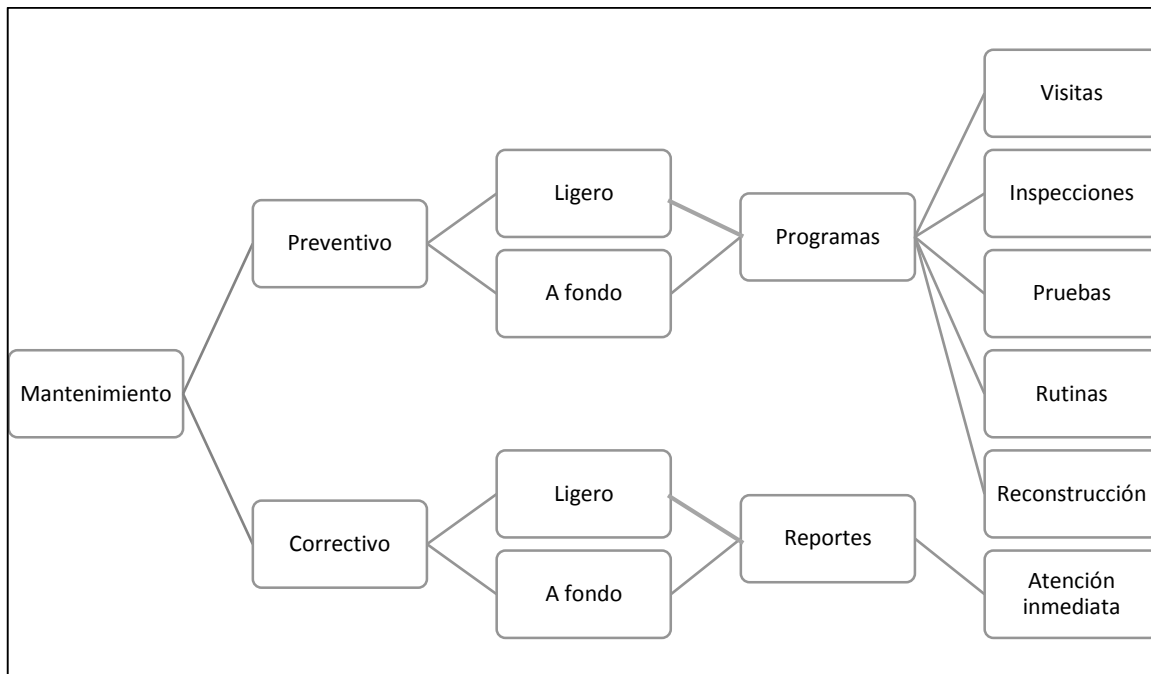 Mantenimiento
Preventivo
Ligero
A fondo
Programas
Visitas
Inspecciones
Pruebas
Rutinas
Reconstrucción
Correctivo
Ligero
A fondo
Reportes
Atención
inmediata